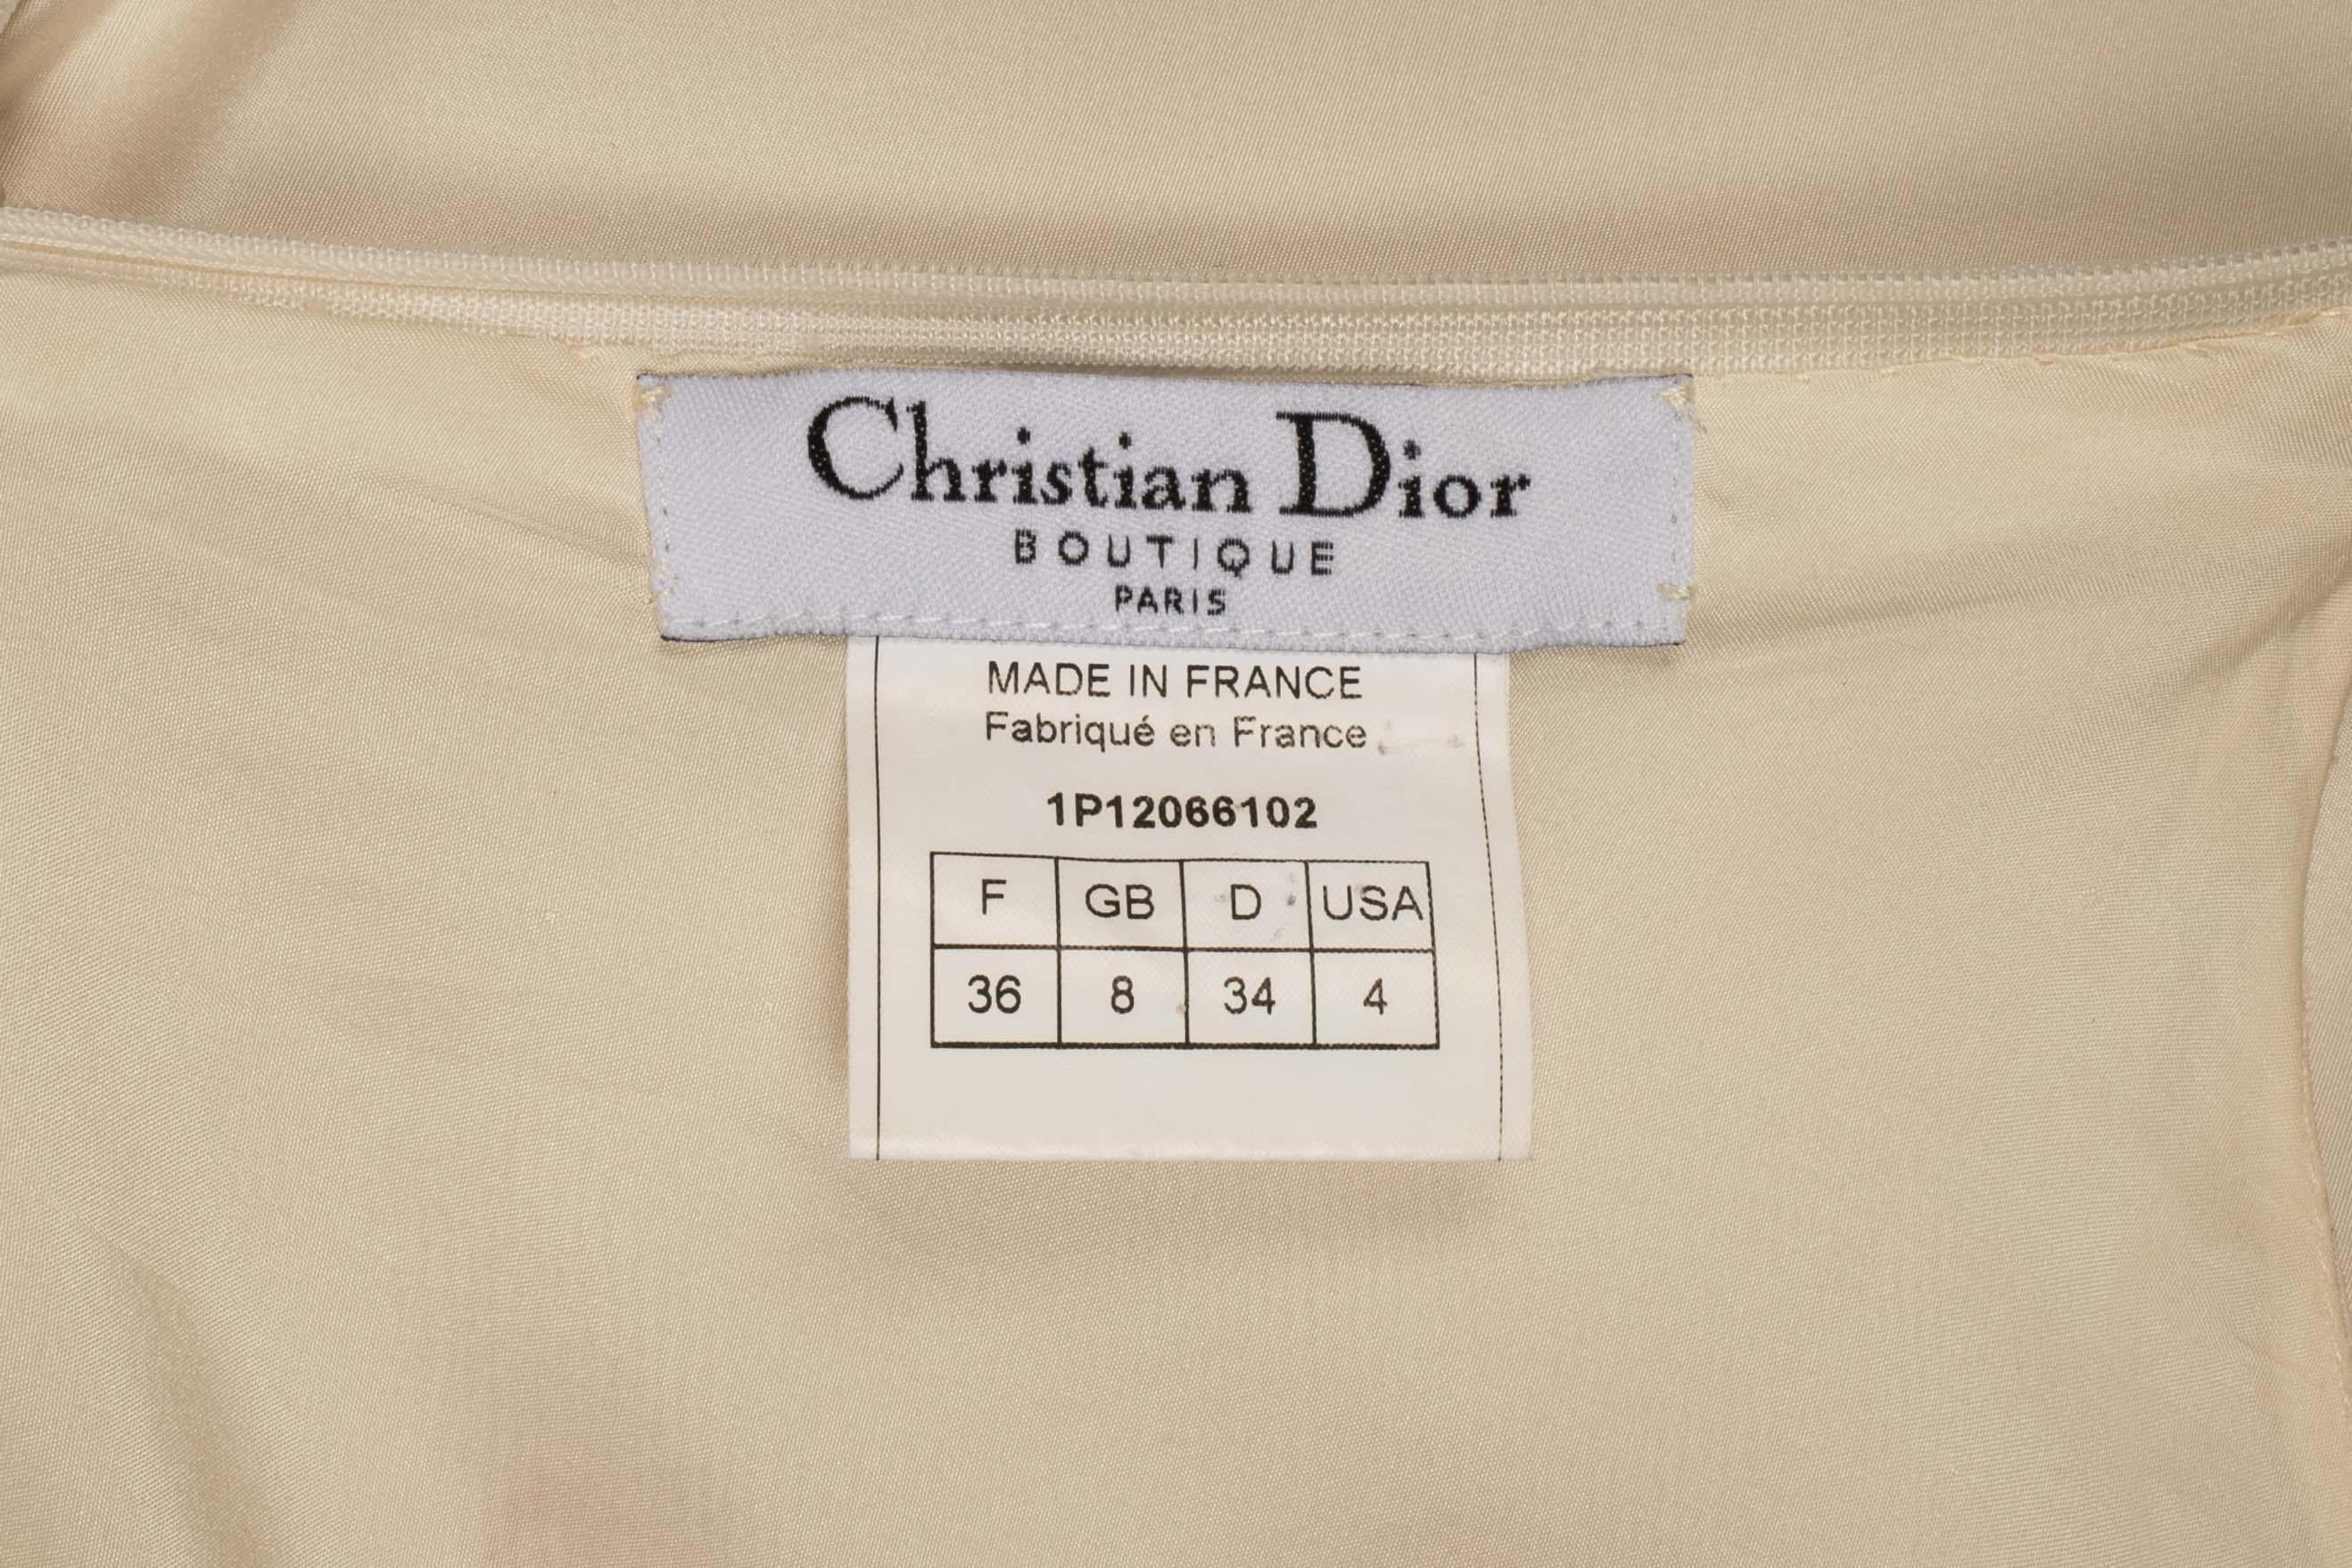 Christian Dior
BOUTIQUE
PARIS
MADE IN FRANCE
Fabriqué en France
1P12066102
F GB D USA
36 8 34 4